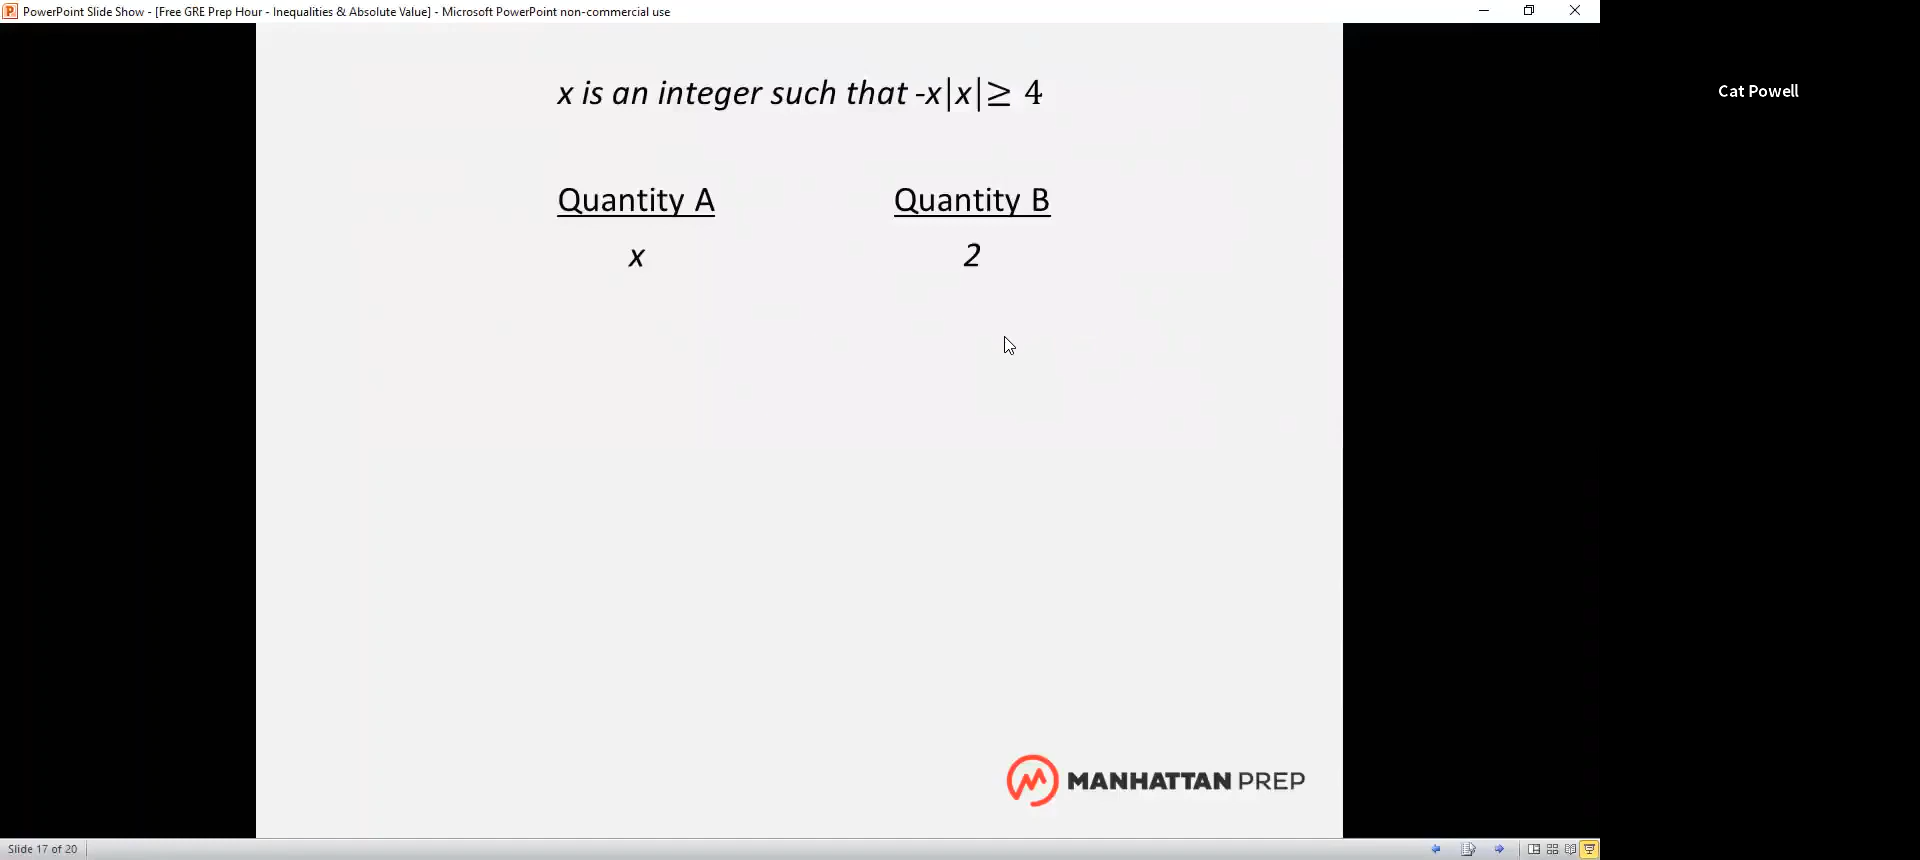 PowerPoint Slide Show - [Free GRE Prep Hour - Inequalities & Absolute Value] - Microsoft PowerPoint non-commercial use
x is an integer such that -x|x|≥ 4
Cat Powell
Quantity A Quantity B
x 2
MANHATTAN PREP
Slide 17 of 20